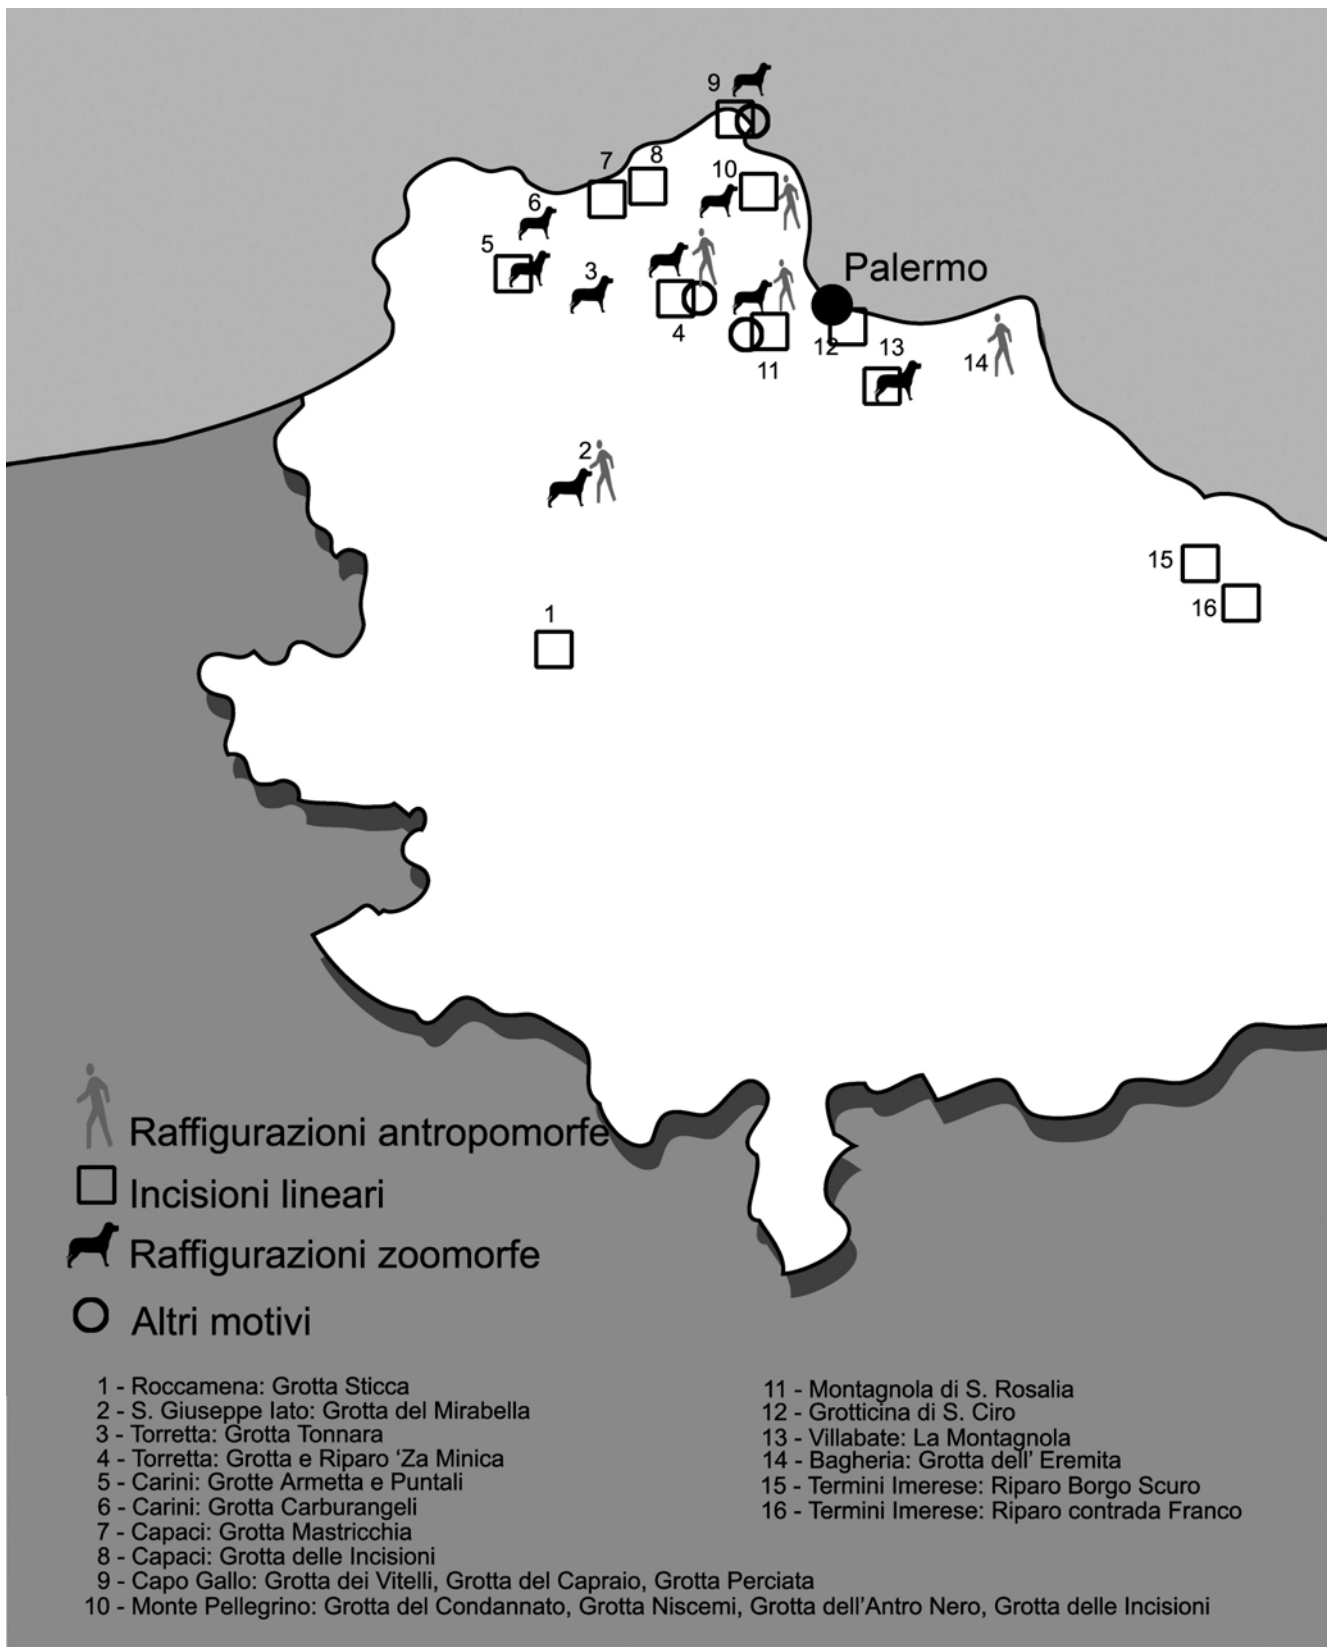 9
7
8
10
6
5
3
Palermo
4
12
13
14
11
2
15
16
1
Raffigurazioni antropomorfe
Incisioni lineari
Raffigurazioni zoomorfe
Altri motivi
1 - Roccamena: Grotta Sticca
2 - S. Giuseppe Iato: Grotta del Mirabella
3 - Torretta: Grotta Tonnara
4 - Torretta: Grotta e Riparo ‘Za Minica
5 - Carini: Grotte Armetta e Puntali
6 - Carini: Grotta Carburangeli
7 - Capaci: Grotta Mastricchia
8 - Capaci: Grotta delle Incisioni
9 - Capo Gallo: Grotta dei Vitelli, Grotta del Capraio, Grotta Perciata
10 - Monte Pellegrino: Grotta del Condannato, Grotta Niscemi, Grotta dell’Antro Nero, Grotta delle Incisioni
11 - Montagnola di S. Rosalia
12 - Grotticina di S. Ciro
13 - Villabate: La Montagnola
14 - Bagheria: Grotta dell’ Eremita
15 - Termini Imerese: Riparo Borgo Scuro
16 - Termini Imerese: Riparo contrada Franco